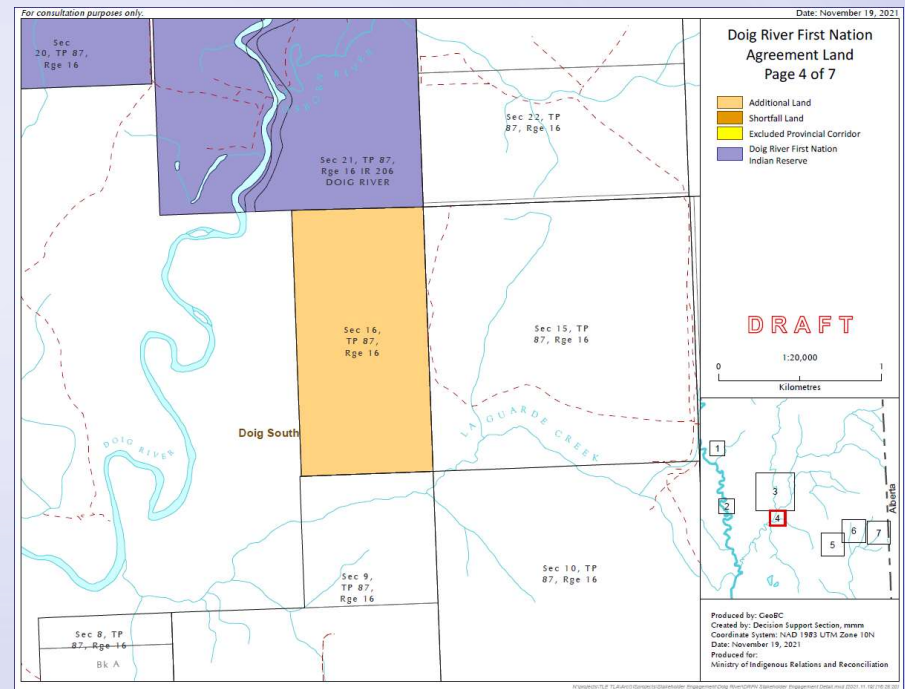 For consultation purposes only.
Date: November 19, 2021
Doig River First Nation
Agreement Land
Page 4 of 7
Additional Land
Shortfall Land
Excluded Provincial Corridor
Doig River First Nation
Indian Reserve
DRAFT
1:20,000
0
1
Kilometres
Sec
20, TP 87,
Rge 16
DOIG RIVER
Sec 21, TP 87,
Rge 16 IR 206
DOIG RIVER
Sec 22, TP
87, Rge 16
Sec 16,
TP 87,
Rge 16
Sec 15, TP
87, Rge 16
LA GUARDE CREEK
Doig South
DOIG RIVER
Sec 9,
TP 87,
Rge 16
Sec 10, TP
87, Rge 16
Sec 8, TP
87, Rge 16
Bk A
1
2
3
4
5
6
7
Alberta
Produced by: GeoBC
Created by: Decision Support Section, mmm
Coordinate System: NAD 1983 UTM Zone 10N
Date: November 19, 2021
Produced for:
Ministry of Indigenous Relations and Reconciliation